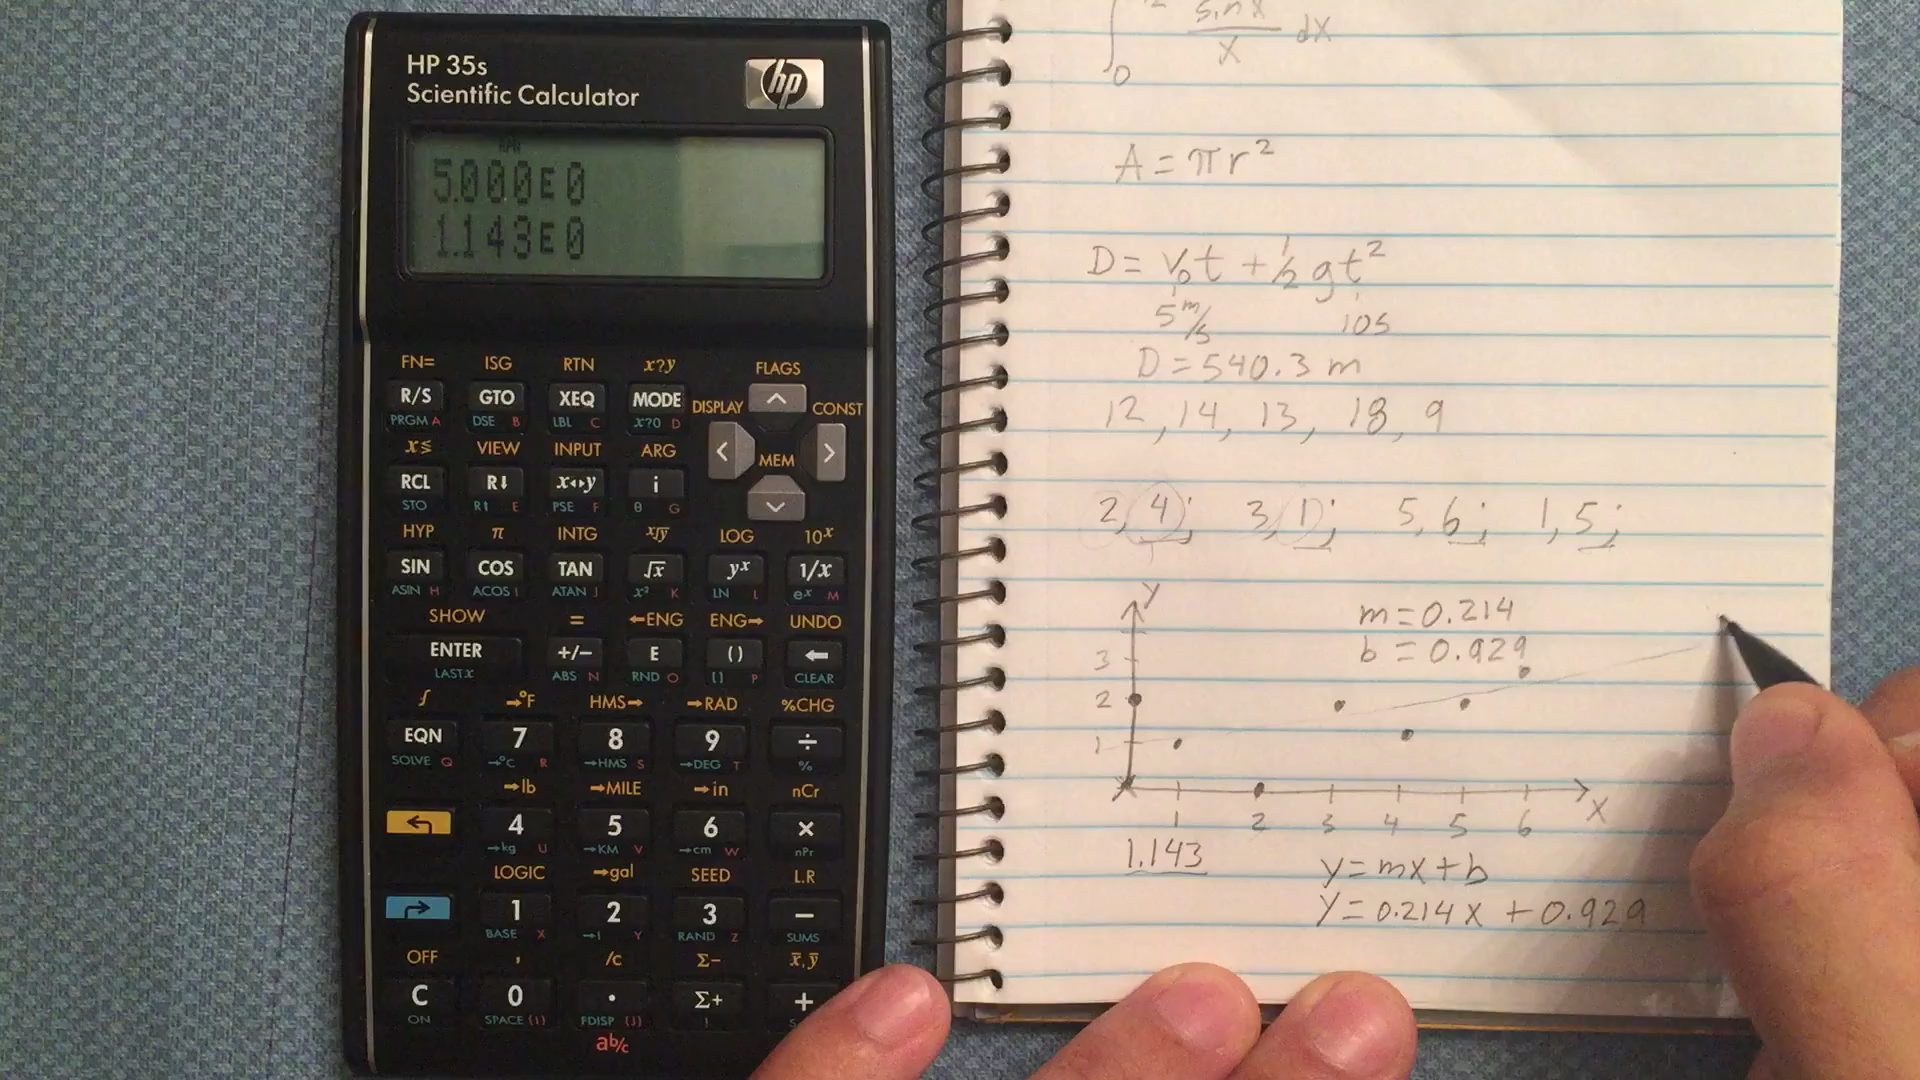 HP 35s
Scientific Calculator
hp
RPN
5.000E0
1.143E0
FN= ISG RTN x?y FLAGS
R/S GTO XEQ MODE DISPLAY CONST
PRGM A DSE B LBL C x?0 D
x≶ VIEW INPUT ARG MEM
RCL R↓ x↔y i
STO R↑ E PSE F θ G
HYP π INTG x√y LOG 10ˣ
SIN COS TAN √x yˣ 1/x
ASIN H ACOS I ATAN J x² K LN L eˣ M
SHOW = ←ENG ENG→ UNDO
ENTER +/− E ( ) ←
LASTx ABS N RND O [ ] P CLEAR
∫ →°F HMS→ →RAD %CHG
EQN 7 8 9 ÷
SOLVE Q →°C R →HMS S →DEG T %
→lb →MILE →in nCr
4 5 6 ×
→kg U →KM V →cm W nPr
LOGIC →gal SEED L.R
1 2 3 −
BASE X →l Y RAND Z SUMS
OFF , /c Σ− x̄,ȳ
C 0 . Σ+ +
ON SPACE (I) FDISP (J) ! S
ab/c
∫ 0 sin x / x dx
A = πr²
D = v₀t + ½ gt²
5 m/s 10s
D = 540.3 m
12, 14, 13, 18, 9
2, 4; 3, 1; 5, 6; 1, 5;
y
m = 0.214
b = 0.929
3
2
1
1 2 3 4 5 6 x
1.143
y = mx + b
y = 0.214x + 0.929